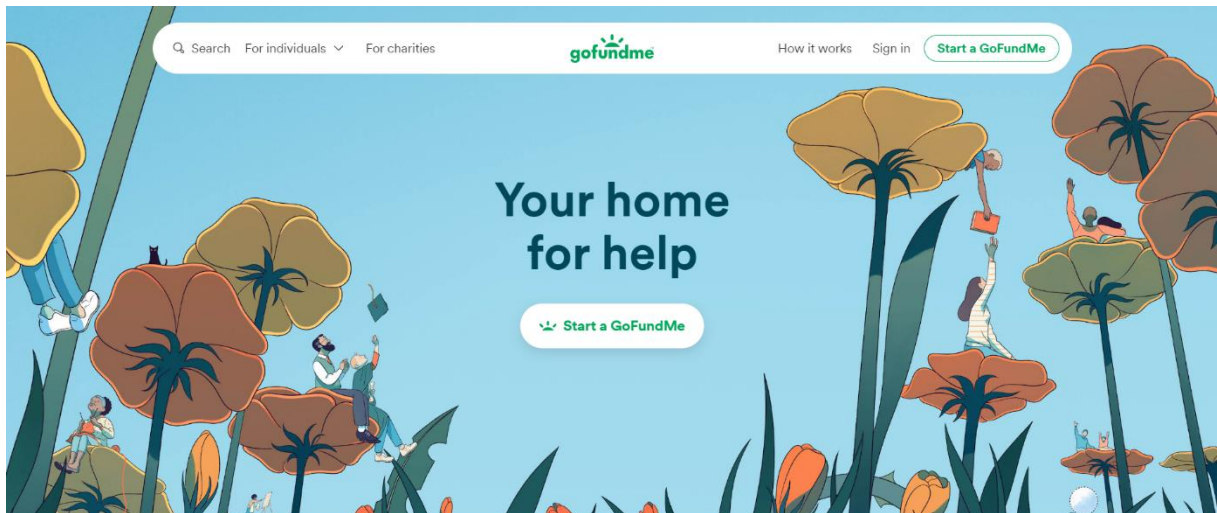 Search For individuals For charities gofundme How it works Sign in Start a GoFundMe
Your home
for help
Start a GoFundMe